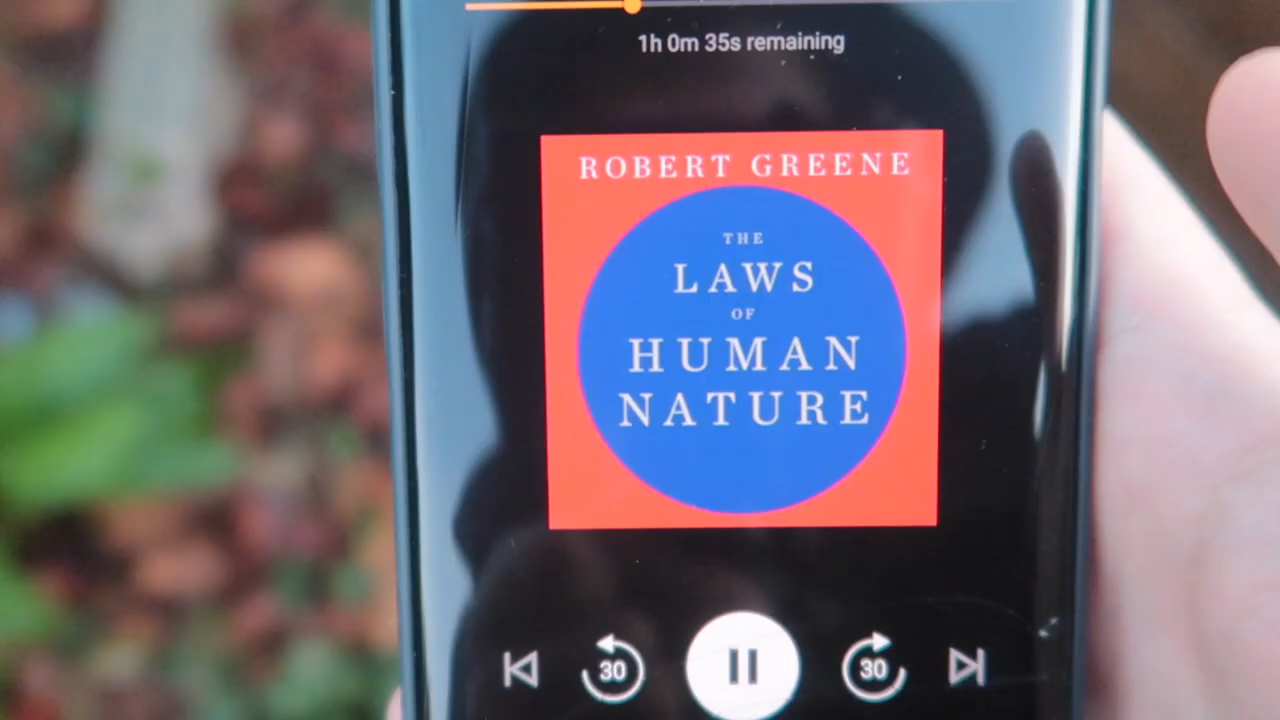 1h 0m 35s remaining
ROBERT GREENE
THE
LAWS
OF
HUMAN
NATURE
30
30